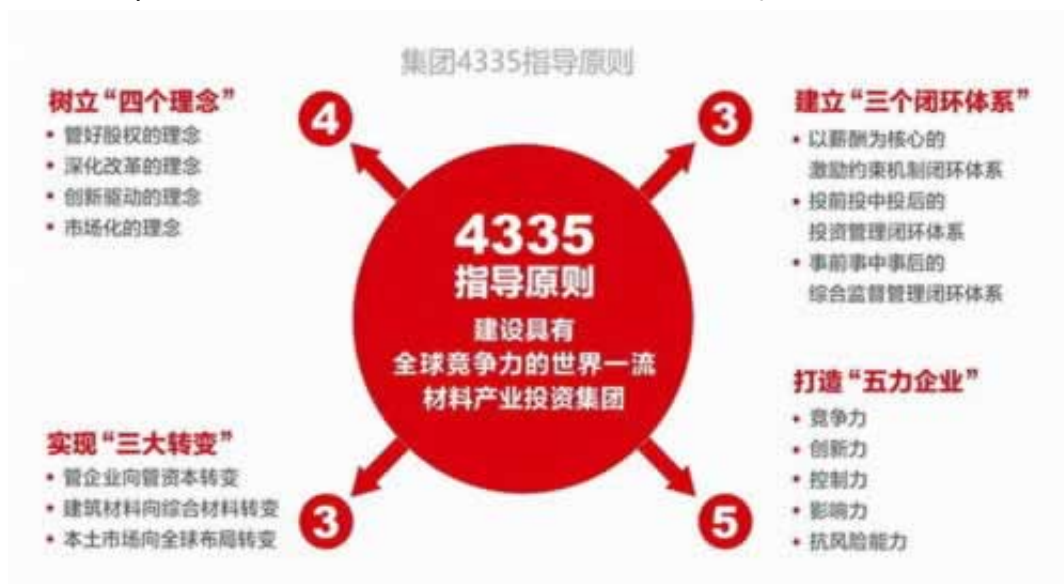 集团4335指导原则
树立“四个理念”
• 管好股权的理念
• 深化改革的理念
• 创新驱动的理念
• 市场化的理念
4
3
建立“三个闭环体系”
• 以薪酬为核心的
激励约束机制闭环体系
• 投前投中投后的
投资管理闭环体系
• 事前事中事后的
综合监督管理闭环体系
4335
指导原则
建设具有
全球竞争力的世界一流
材料产业投资集团
实现“三大转变”
• 管企业向管资本转变
• 建筑材料向综合材料转变
• 本土市场向全球布局转变
3
5
打造“五力企业”
• 竞争力
• 创新力
• 控制力
• 影响力
• 抗风险能力